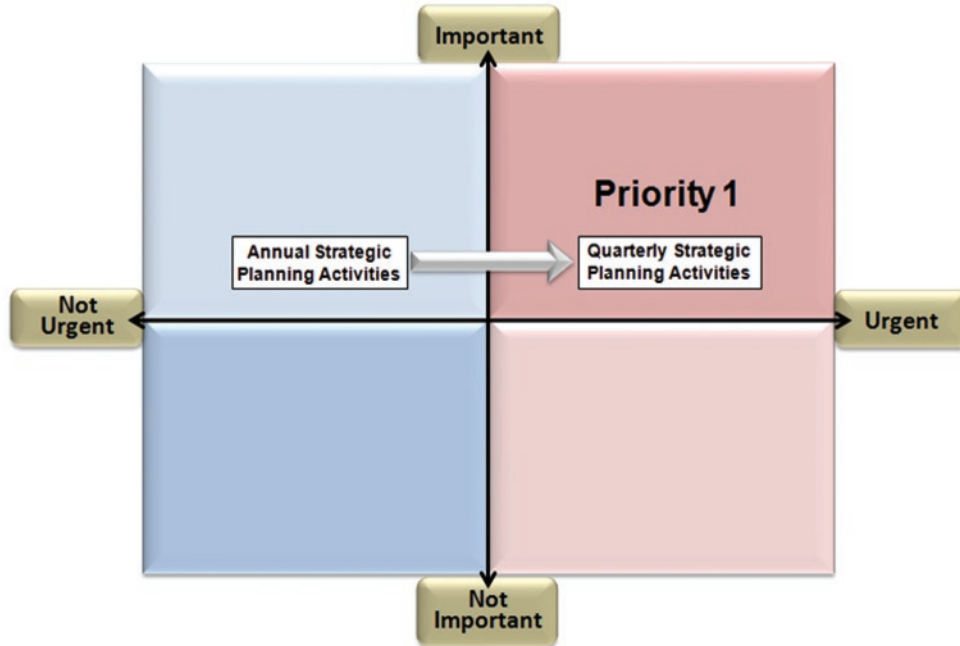 Important
Priority 1
Annual Strategic
Planning Activities
Quarterly Strategic
Planning Activities
Not
Urgent
Urgent
Not
Important